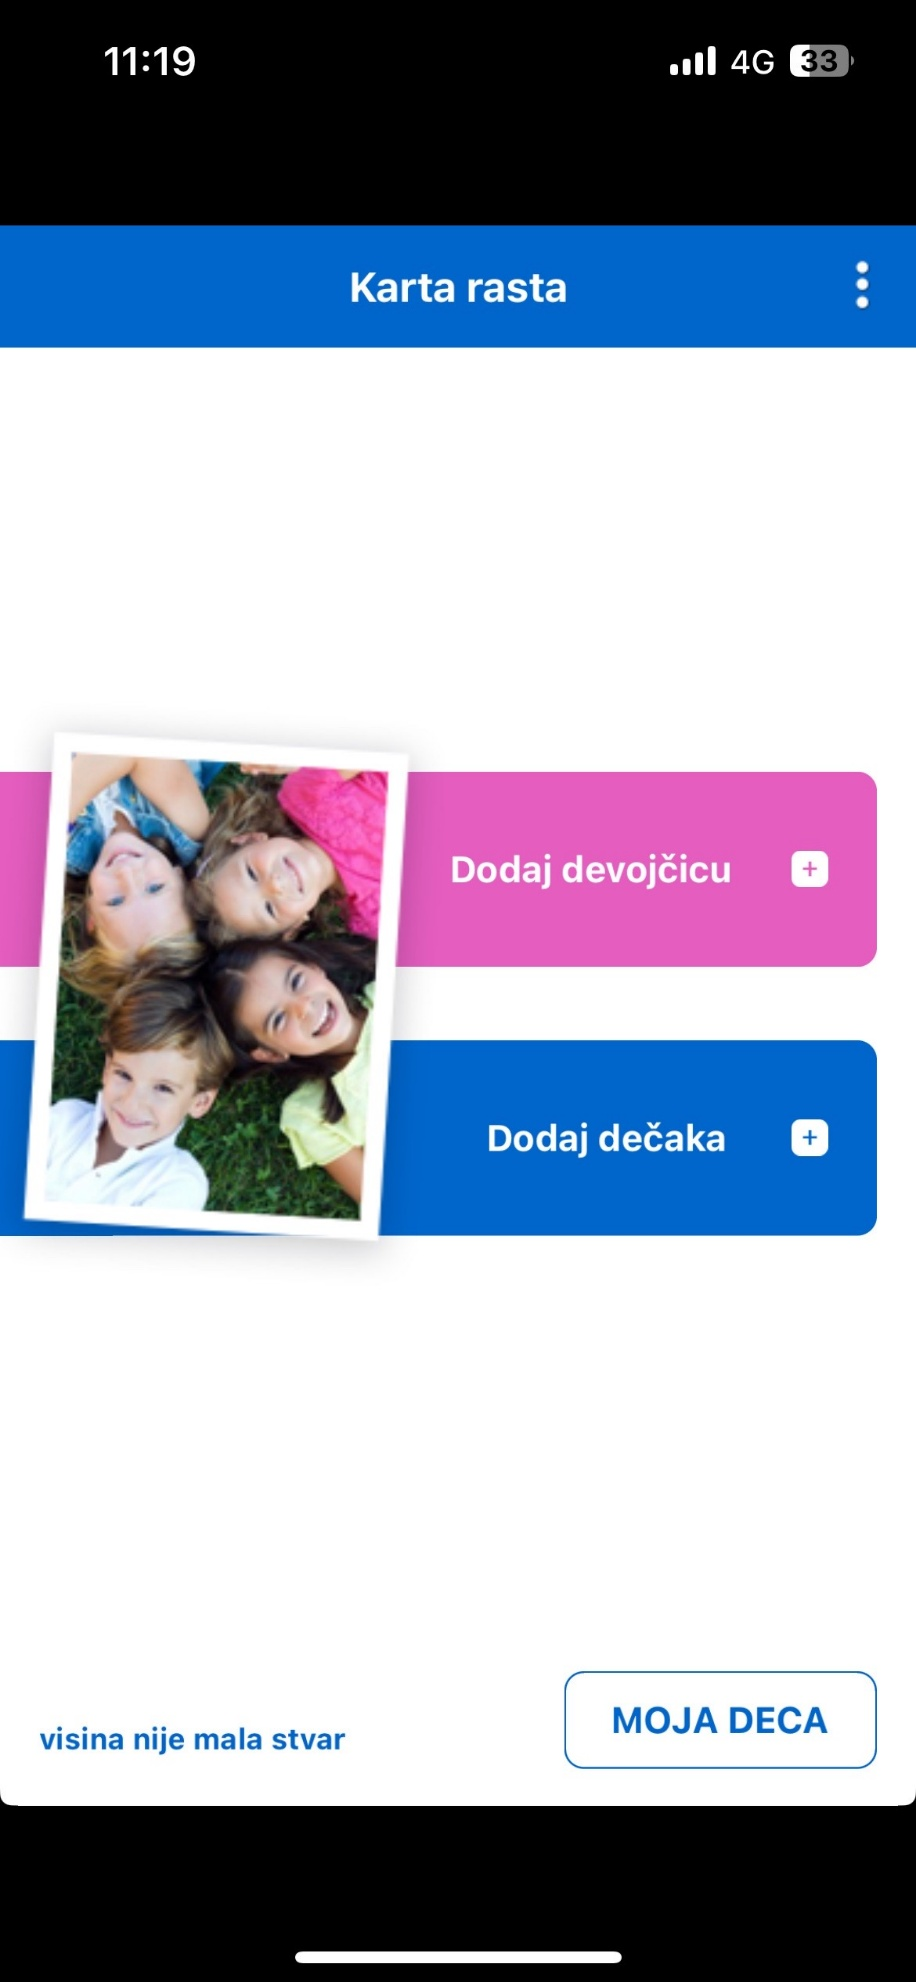 11:19
4G
33
Karta rasta
Dodaj devojčicu
+
Dodaj dečaka
+
visina nije mala stvar
MOJA DECA